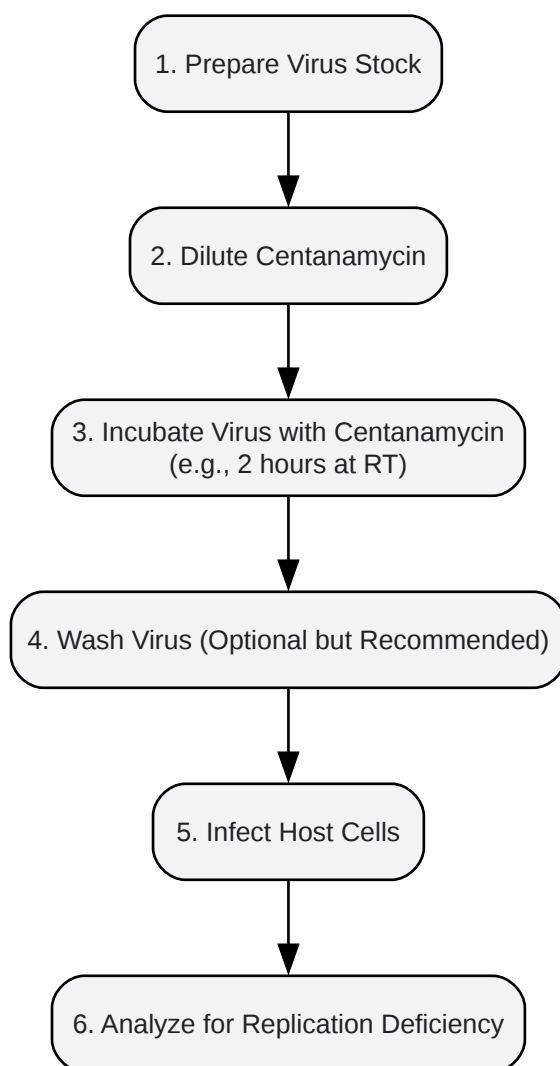 1. Prepare Virus Stock
2. Dilute Centanamycin
3. Incubate Virus with Centanamycin
(e.g., 2 hours at RT)
4. Wash Virus (Optional but Recommended)
5. Infect Host Cells
6. Analyze for Replication Deficiency